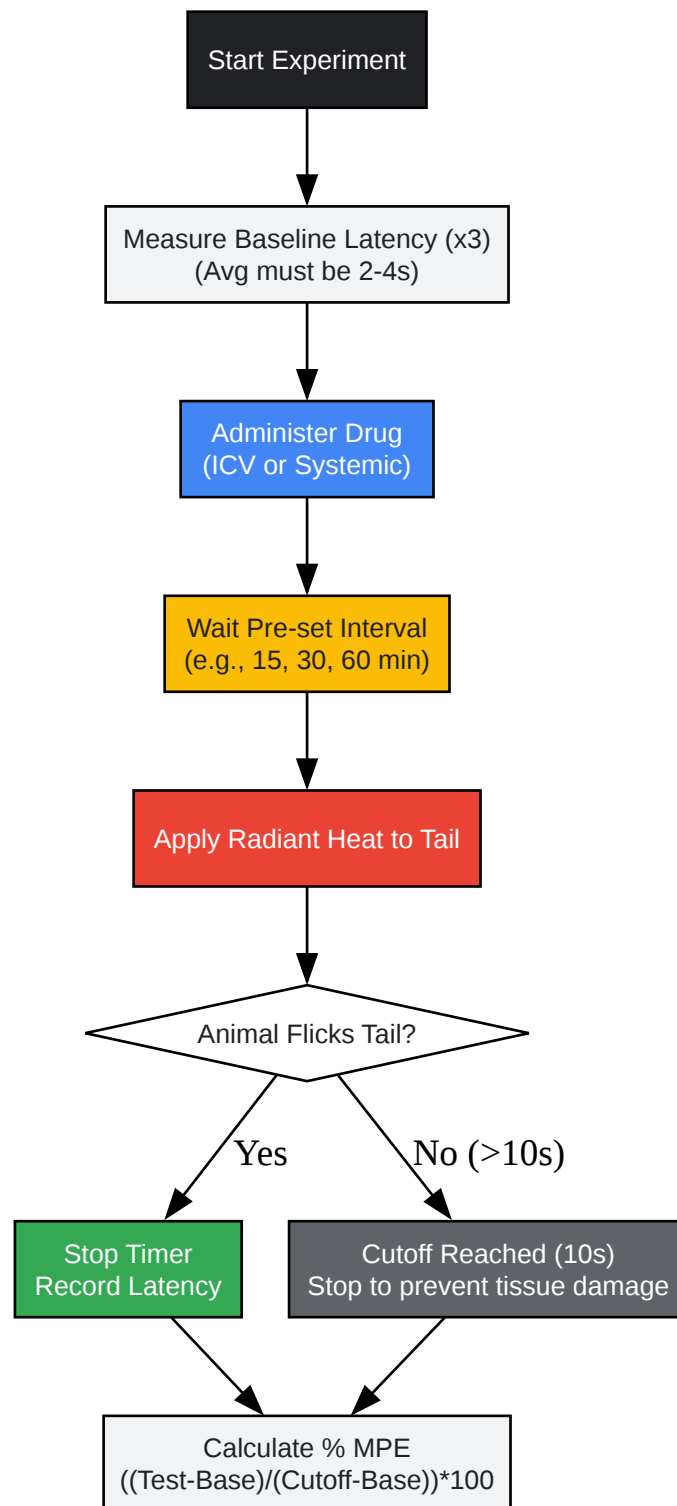 Start Experiment
Measure Baseline Latency (x3)
(Avg must be 2-4s)
Administer Drug
(ICV or Systemic)
Wait Pre-set Interval
(e.g., 15, 30, 60 min)
Apply Radiant Heat to Tail
Animal Flicks Tail?
Yes
No (>10s)
Stop Timer
Record Latency
Cutoff Reached (10s)
Stop to prevent tissue damage
Calculate % MPE
((Test-Base)/(Cutoff-Base))*100